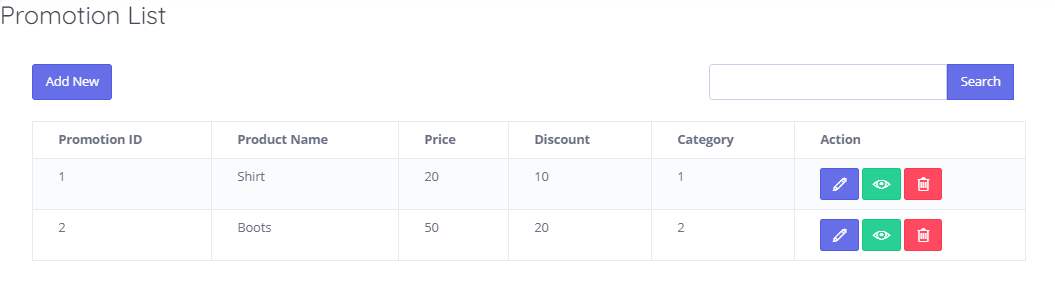 Promotion List
Add New Search
Promotion ID Product Name Price Discount Category Action
1 Shirt 20 10 1
2 Boots 50 20 2